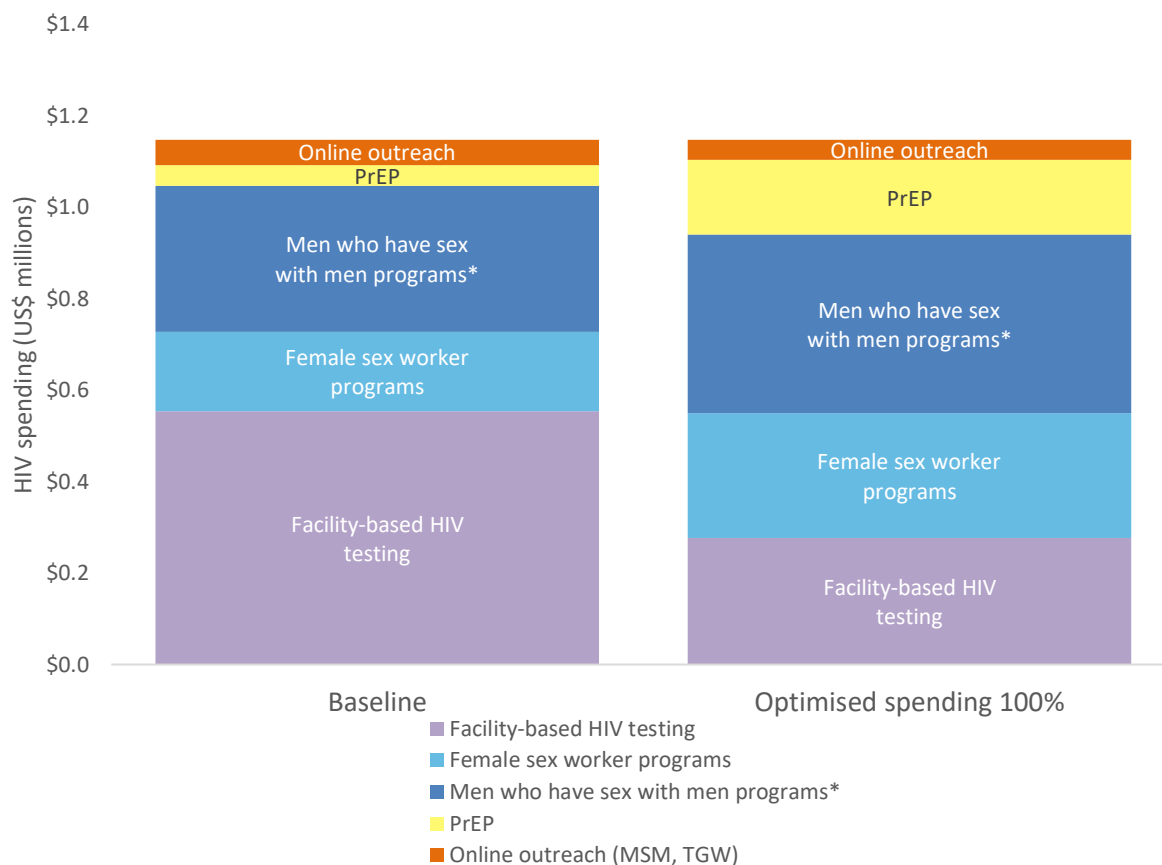 $1.4
$1.2
$1.0
$0.8
$0.6
$0.4
$0.2
$0.0
HIV spending (US$ millions)
Online outreach
PrEP
Men who have sex
with men programs*
Female sex worker
programs
Facility-based HIV
testing
Online outreach
PrEP
Men who have sex
with men programs*
Female sex worker
programs
Facility-based HIV
testing
Baseline
Optimised spending 100%
Facility-based HIV testing
Female sex worker programs
Men who have sex with men programs*
PrEP
Online outreach (MSM, TGW)